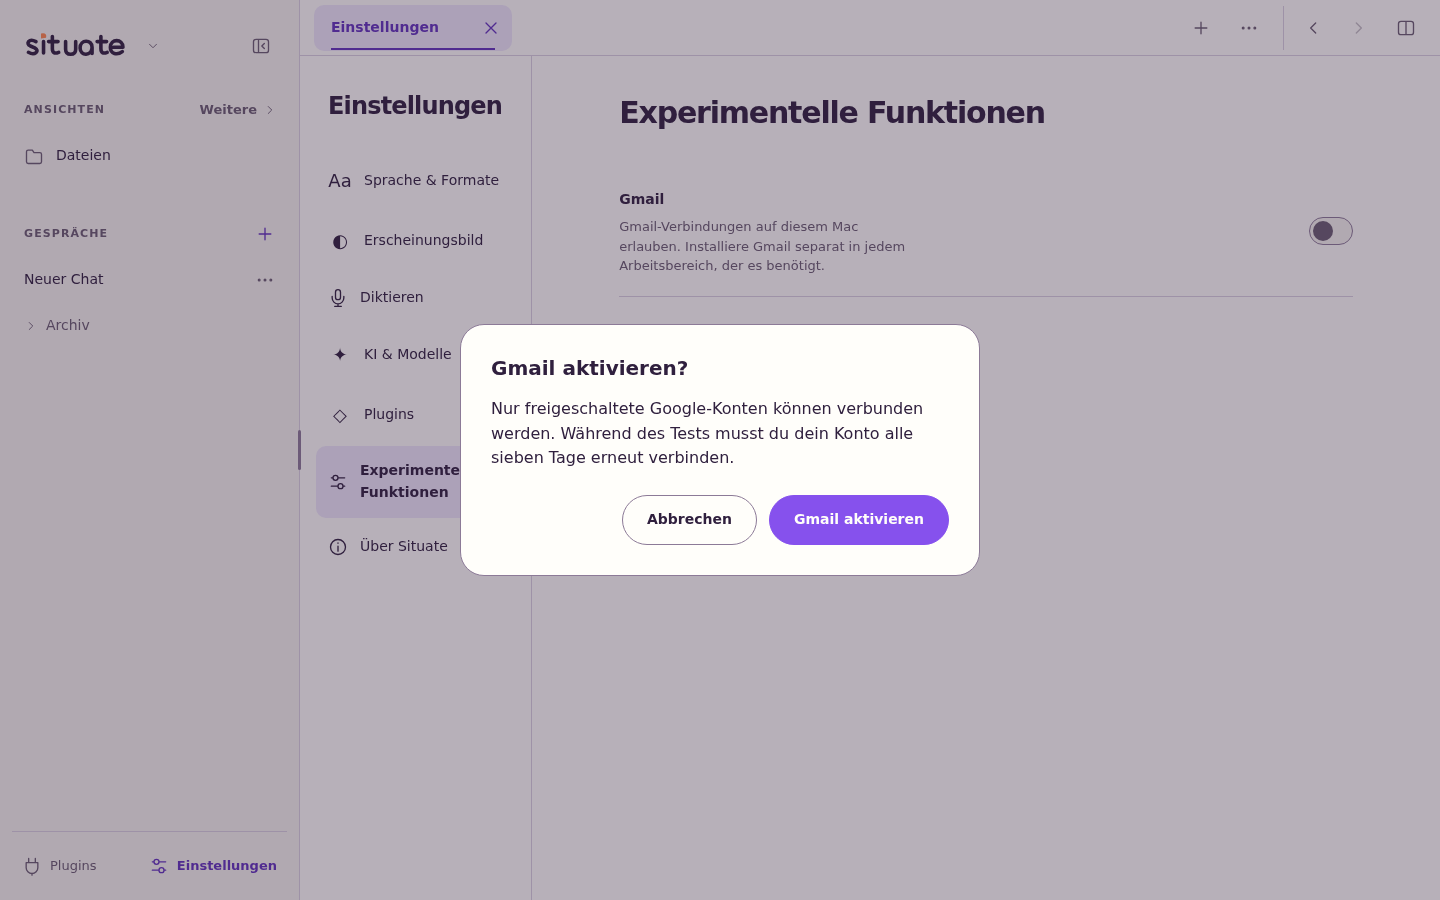 situate
ANSICHTEN
Weitere
Dateien
GESPRÄCHE
Neuer Chat
Archiv
Plugins
Einstellungen
Einstellungen
Einstellungen
Aa Sprache & Formate
Erscheinungsbild
Diktieren
KI & Modelle
Plugins
Funktionen
Über Situate
Experimentelle Funktionen
Gmail
Gmail-Verbindungen auf diesem Mac
erlauben. Installiere Gmail separat in jedem
Arbeitsbereich, der es benötigt.
Gmail aktivieren?
Nur freigeschaltete Google-Konten können verbunden
werden. Während des Tests musst du dein Konto alle
sieben Tage erneut verbinden.
Abbrechen
Gmail aktivieren